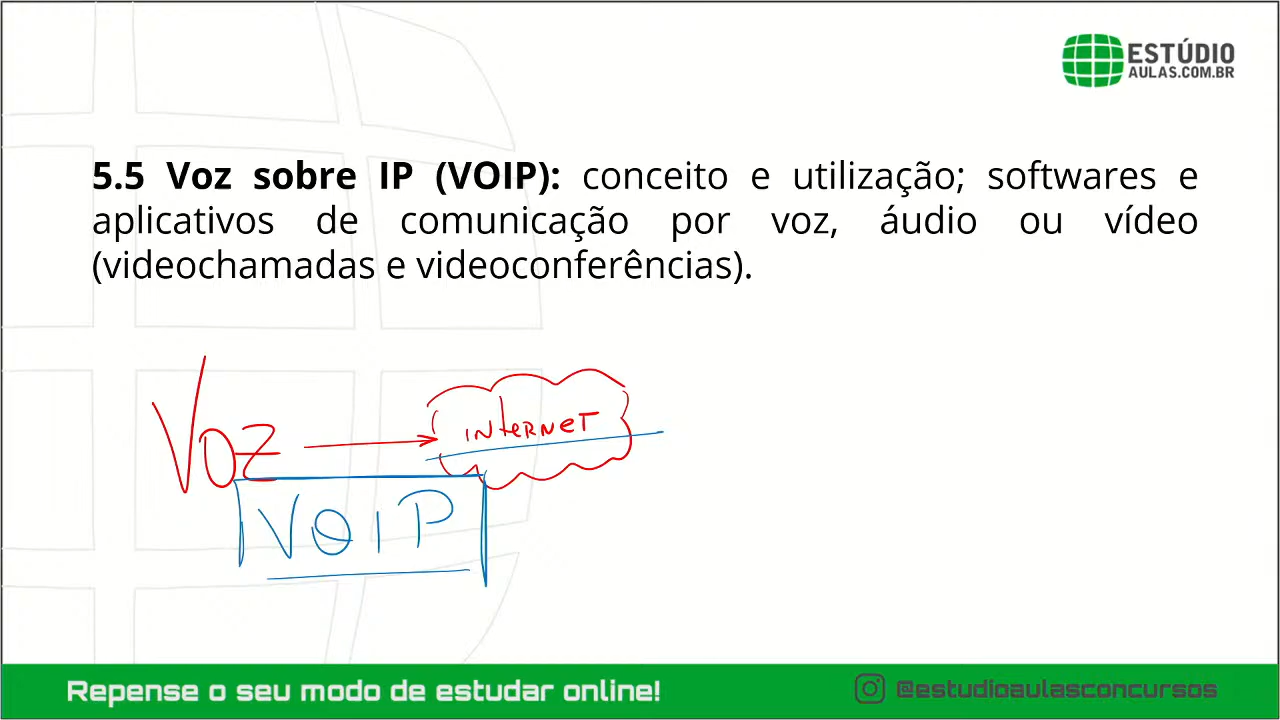 ESTÚDIO
AULAS.COM.BR
5.5 Voz sobre IP (VOIP): conceito e utilização; softwares e
aplicativos de comunicação por voz, áudio ou vídeo
(videochamadas e videoconferências).
Voz
INterNeT
VOIP
Repense o seu modo de estudar online!
@estudioaulasconcursos